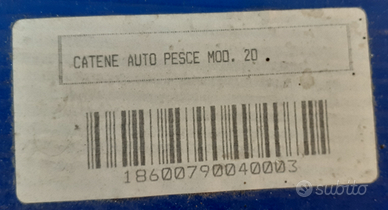 CATENE AUTO PESCE MOD. 20 .
18600790040003
subito